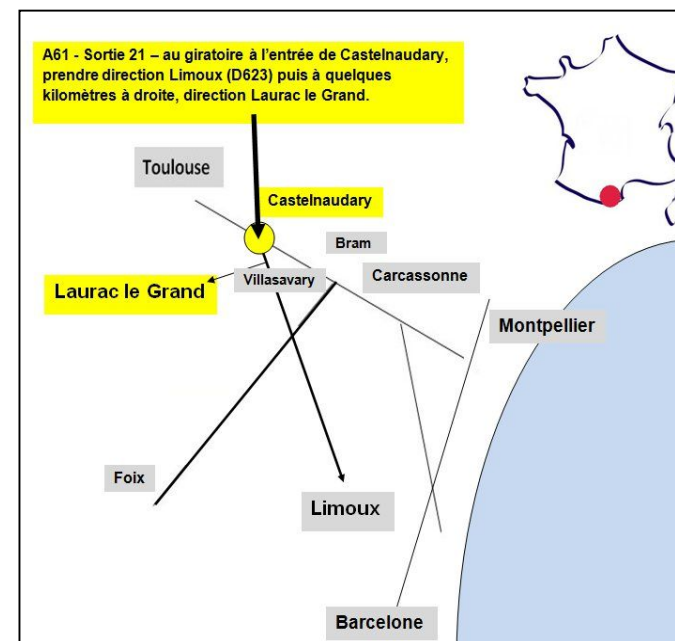 A61 - Sortie 21 – au giratoire à l'entrée de Castelnaudary,
prendre direction Limoux (D623) puis à quelques
kilomètres à droite, direction Laurac le Grand.
Toulouse
Castelnaudary
Bram
Carcassonne
Villasavary
Laurac le Grand
Montpellier
Foix
Limoux
Barcelone